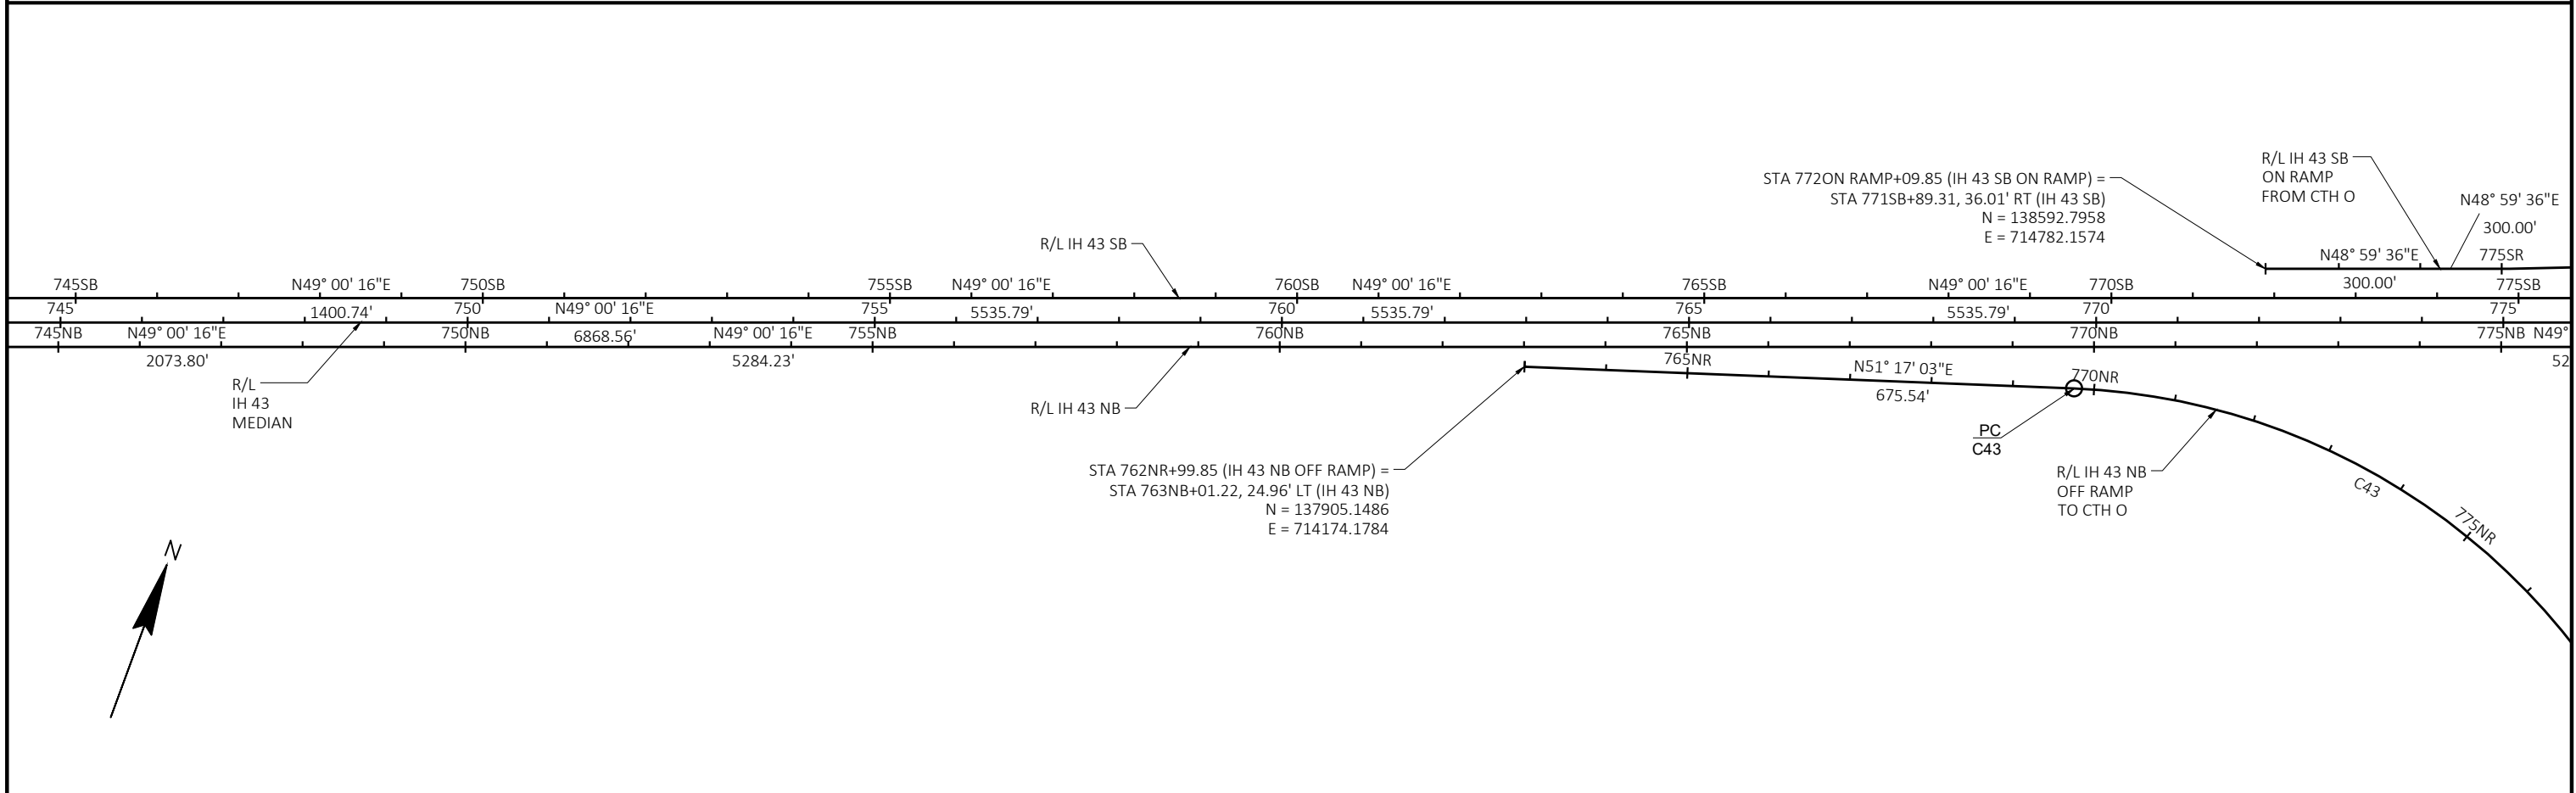 STA 772ON RAMP+09.85 (IH 43 SB ON RAMP) =
STA 771SB+89.31, 36.01' RT (IH 43 SB)
N = 138592.7958
E = 714782.1574
R/L IH 43 SB
ON RAMP
FROM CTH O
N48° 59' 36"E
300.00'
R/L IH 43 SB
N48° 59' 36"E
775SR
300.00'
745SB
N49° 00' 16"E
750SB
755SB
N49° 00' 16"E
760SB
N49° 00' 16"E
765SB
N49° 00' 16"E
770SB
775SB
745
1400.74'
750
N49° 00' 16"E
755
5535.79'
760
5535.79'
765
5535.79'
770
775
745NB
N49° 00' 16"E
750NB
6868.56'
N49° 00' 16"E
755NB
760NB
765NB
770NB
775NB
N49°
2073.80'
5284.23'
52
R/L
IH 43
MEDIAN
R/L IH 43 NB
765NR
N51° 17' 03"E
675.54'
770NR
PC
C43
STA 762NR+99.85 (IH 43 NB OFF RAMP) =
STA 763NB+01.22, 24.96' LT (IH 43 NB)
N = 137905.1486
E = 714174.1784
R/L IH 43 NB
OFF RAMP
TO CTH O
C43
775NR
N